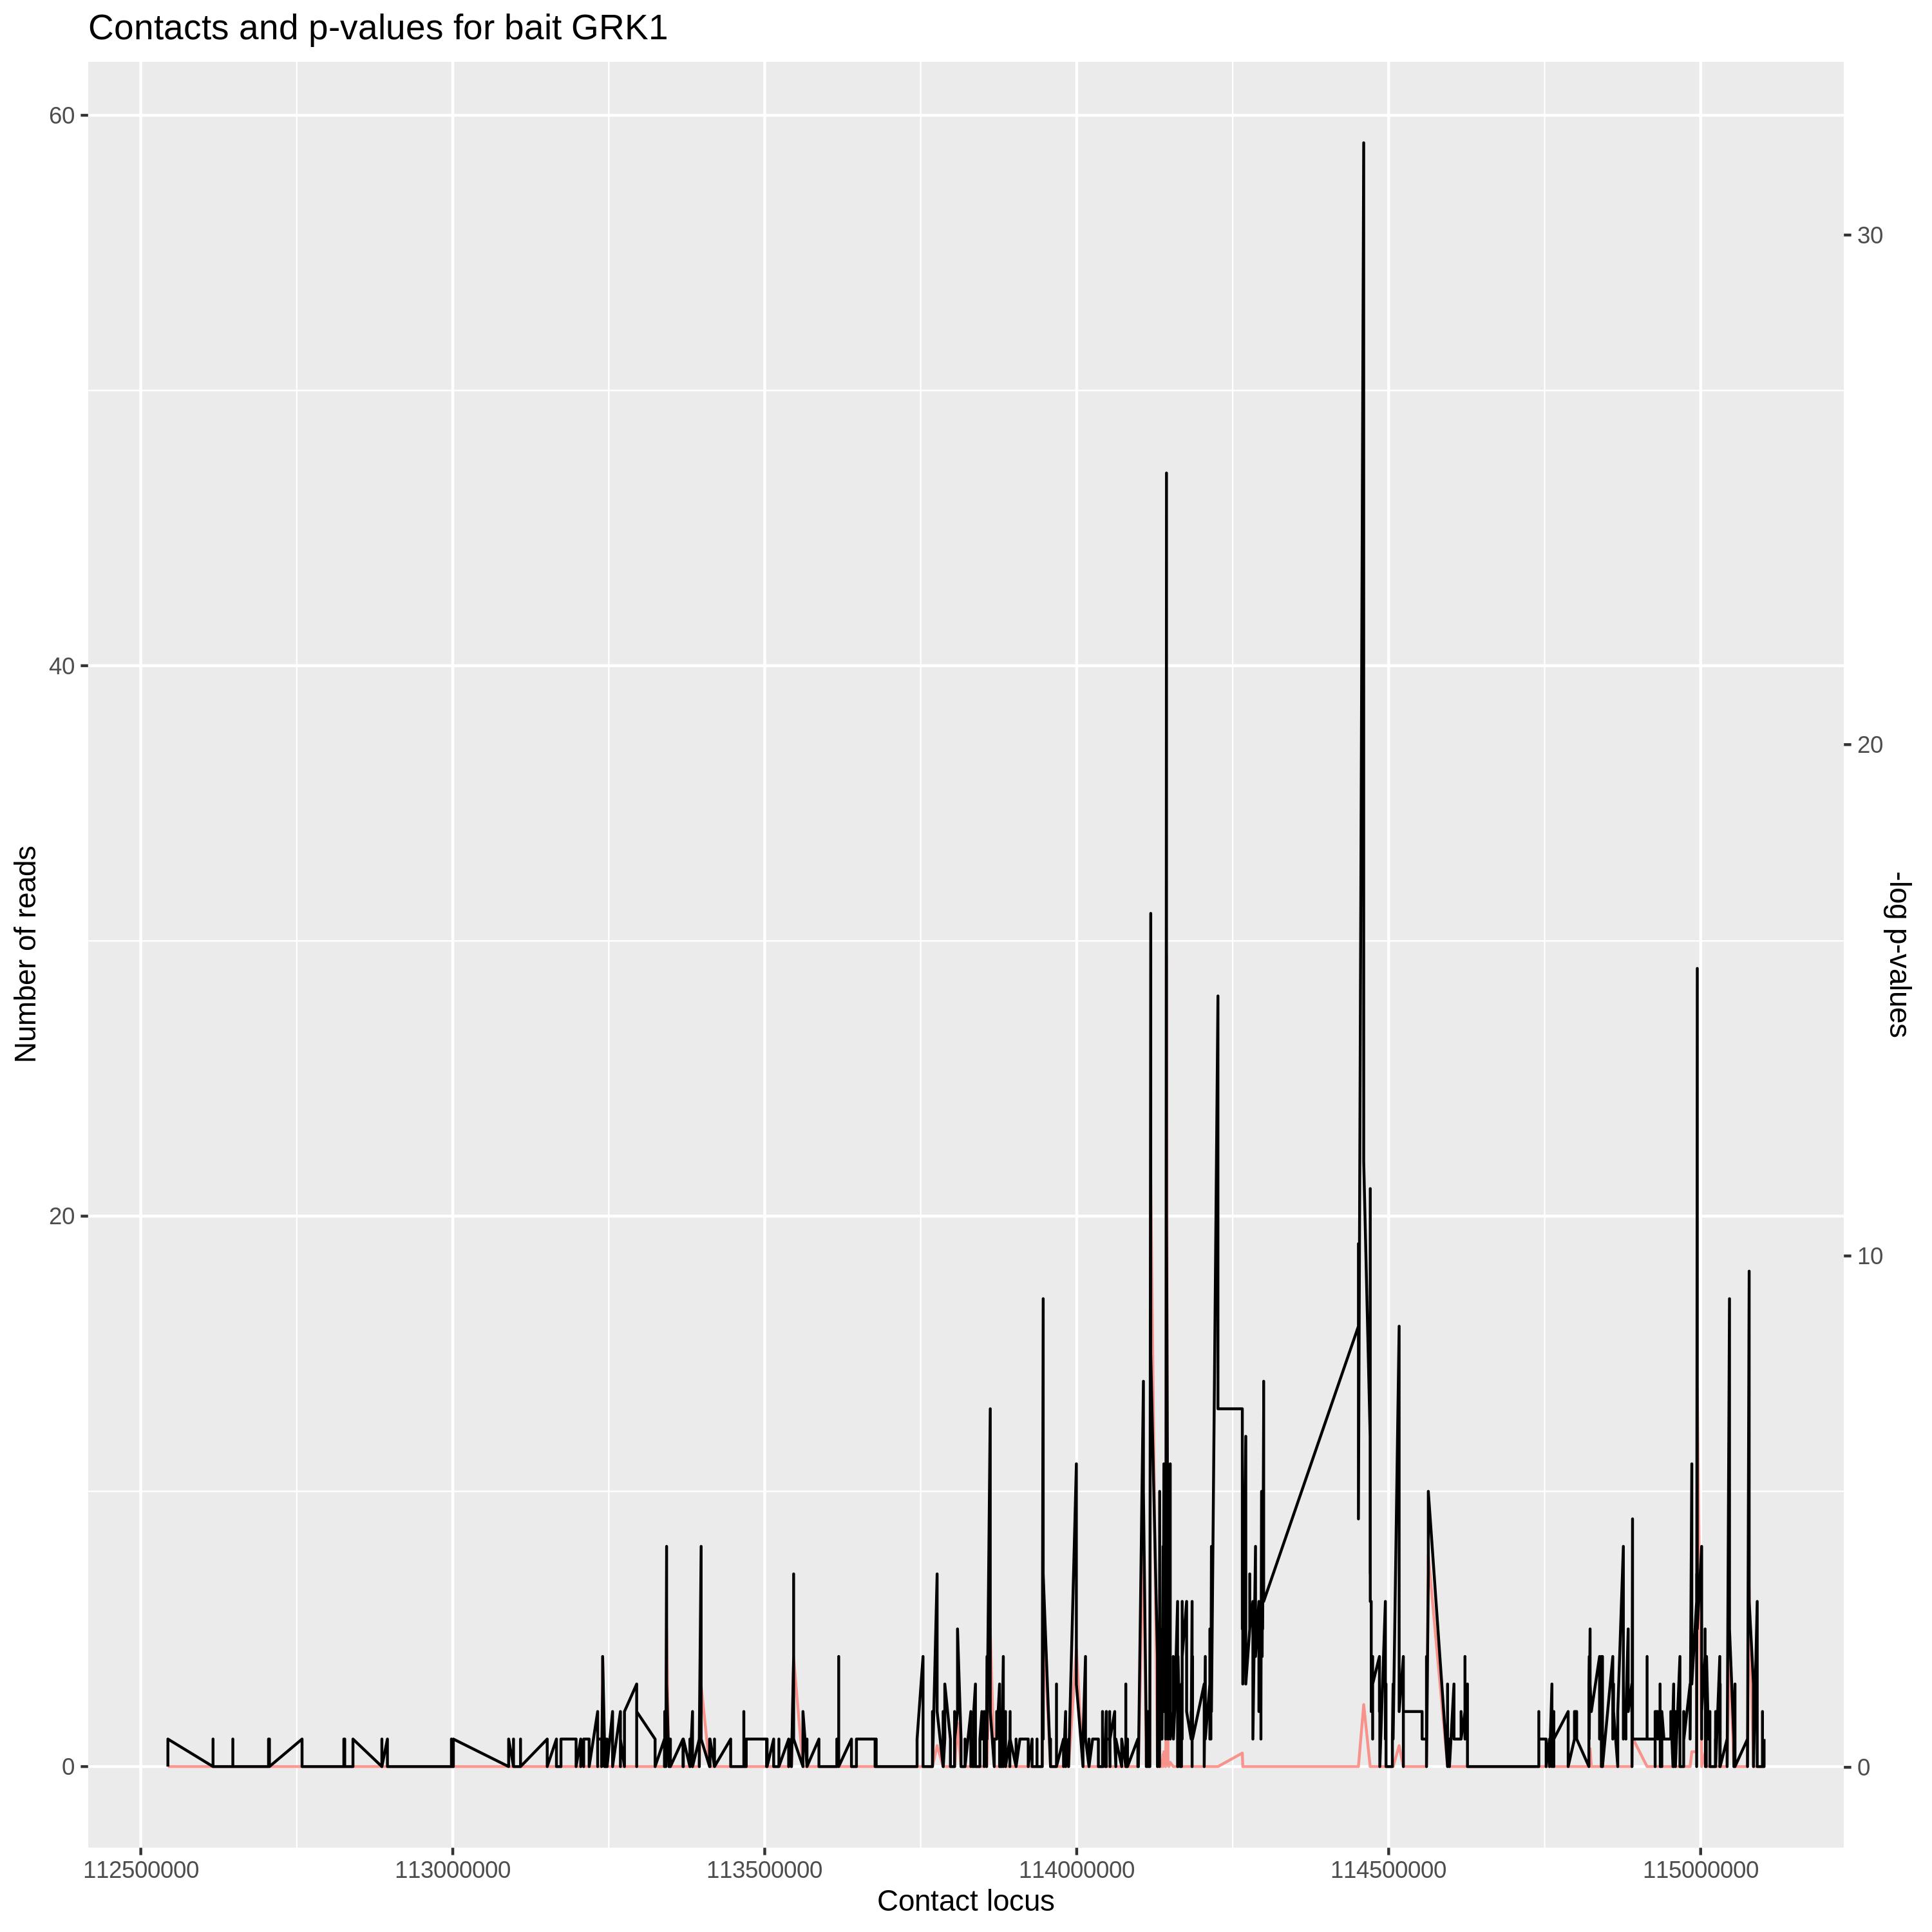 Contacts and p-values for bait GRK1
60
40
20
0
Number of reads
30
20
10
0
-log p-values
112500000 113000000 113500000 114000000 114500000 115000000
Contact locus